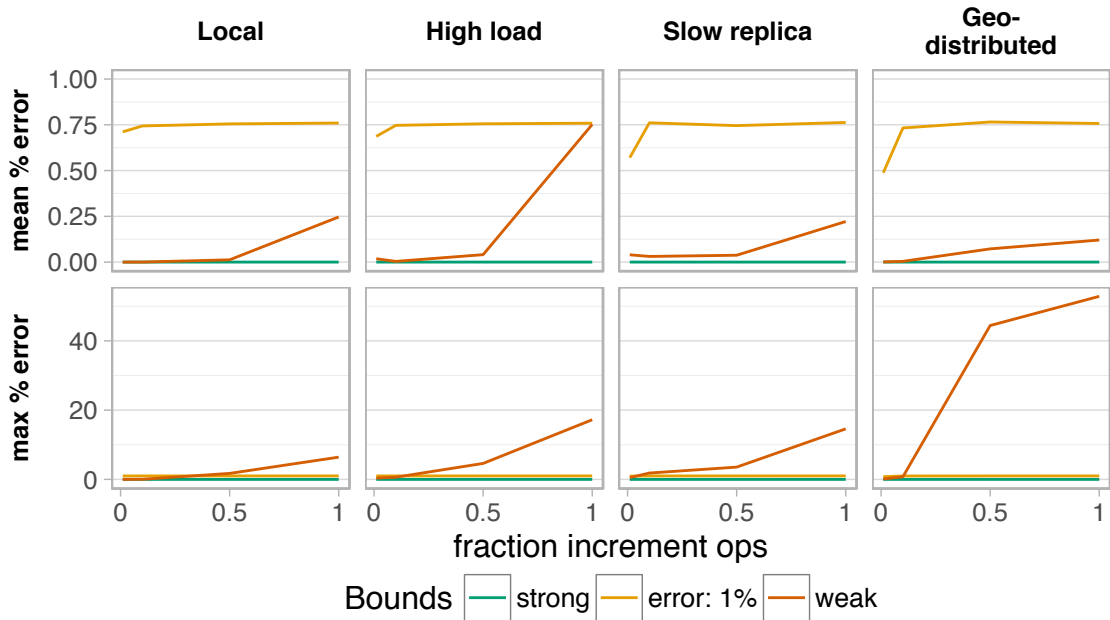 Local
High load
Slow replica
Geo-
distributed
mean % error
1.00
0.75
0.50
0.25
0.00
max % error
40
20
0
0 0.5 1
0 0.5 1
0 0.5 1
0 0.5 1
fraction increment ops
Bounds strong error: 1% weak